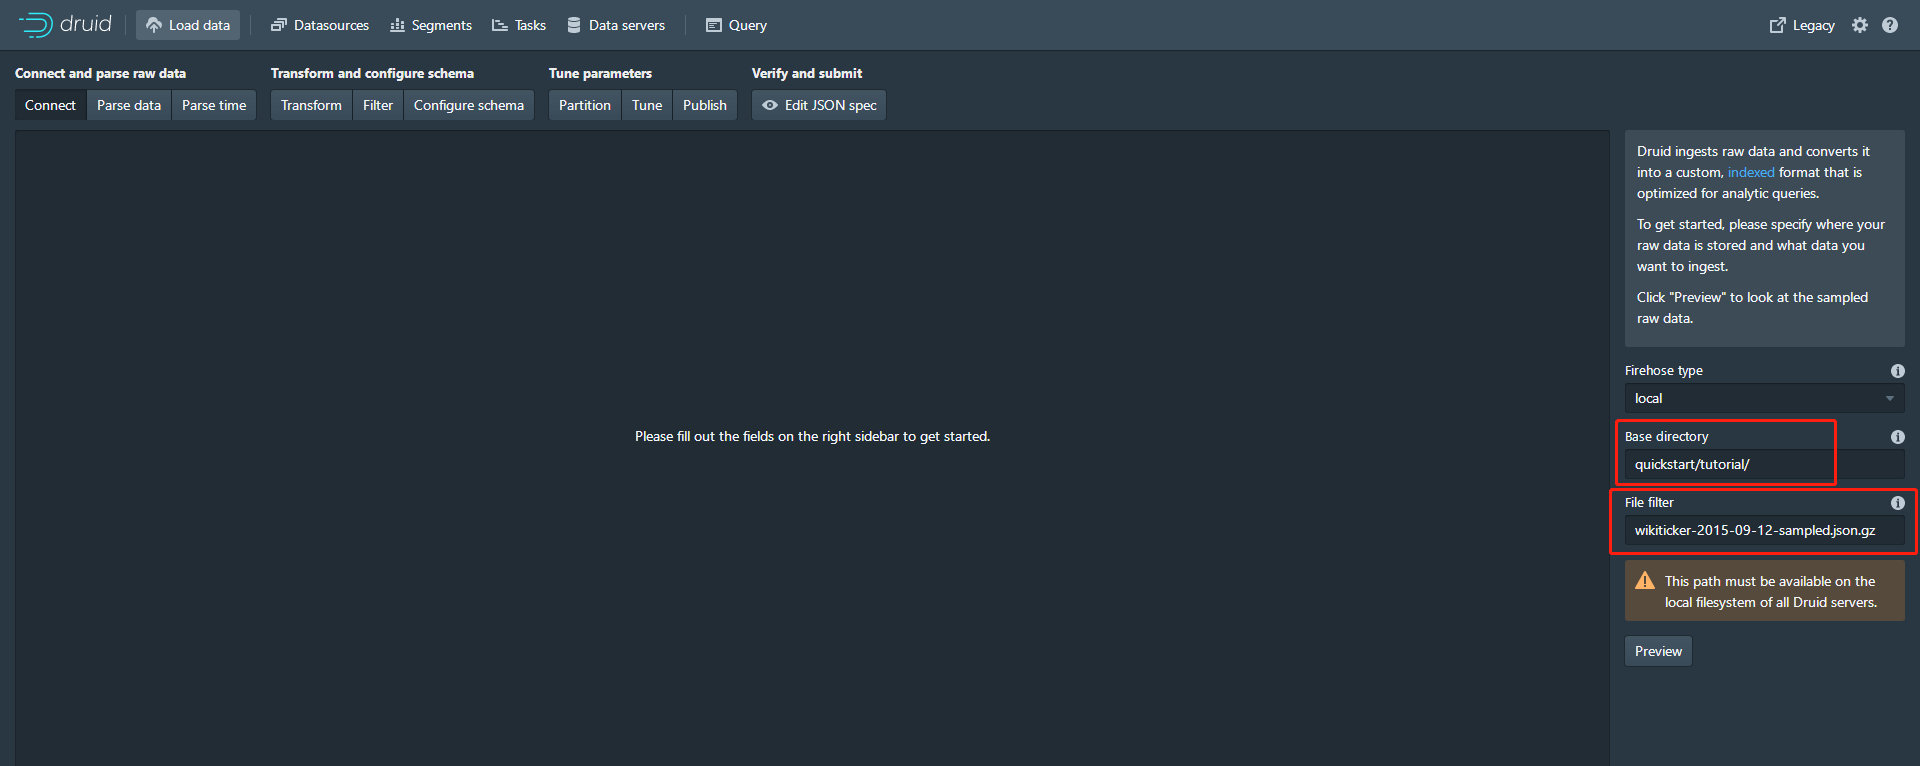 druid
Load data
Datasources
Segments
Tasks
Data servers
Query
Legacy
Connect and parse raw data
Transform and configure schema
Tune parameters
Verify and submit
Connect
Parse data
Parse time
Transform
Filter
Configure schema
Partition
Tune
Publish
Edit JSON spec
Please fill out the fields on the right sidebar to get started.
Druid ingests raw data and converts it
into a custom, indexed format that is
optimized for analytic queries.
To get started, please specify where your
raw data is stored and what data you
want to ingest.
Click "Preview" to look at the sampled
raw data.
Firehose type
local
Base directory
quickstart/tutorial/
File filter
wikiticker-2015-09-12-sampled.json.gz
This path must be available on the
local filesystem of all Druid servers.
Preview